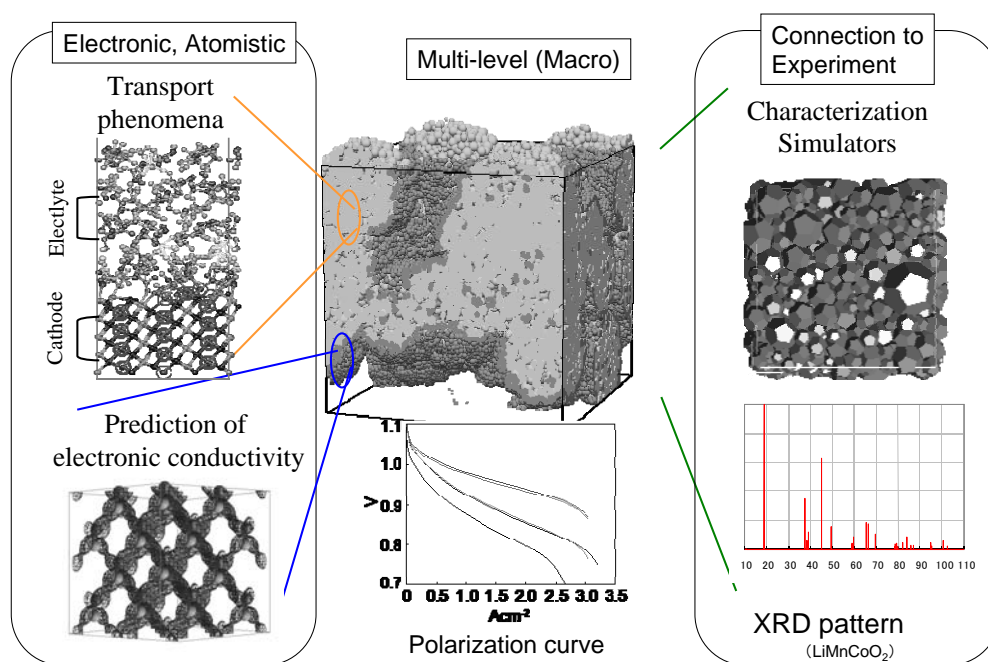 Electronic, Atomistic
Transport
phenomena
Electlyte
Cathode
Prediction of
electronic conductivity
Multi-level (Macro)
1.1
1.0
0.9
0.8
0.7
V
0 0.5 1.0 1.5 2.0 2.5 3.0 3.5
Acm-2
Polarization curve
Connection to
Experiment
Characterization
Simulators
10 20 30 40 50 60 70 80 90 100 110
XRD pattern
(LiMnCoO₂)